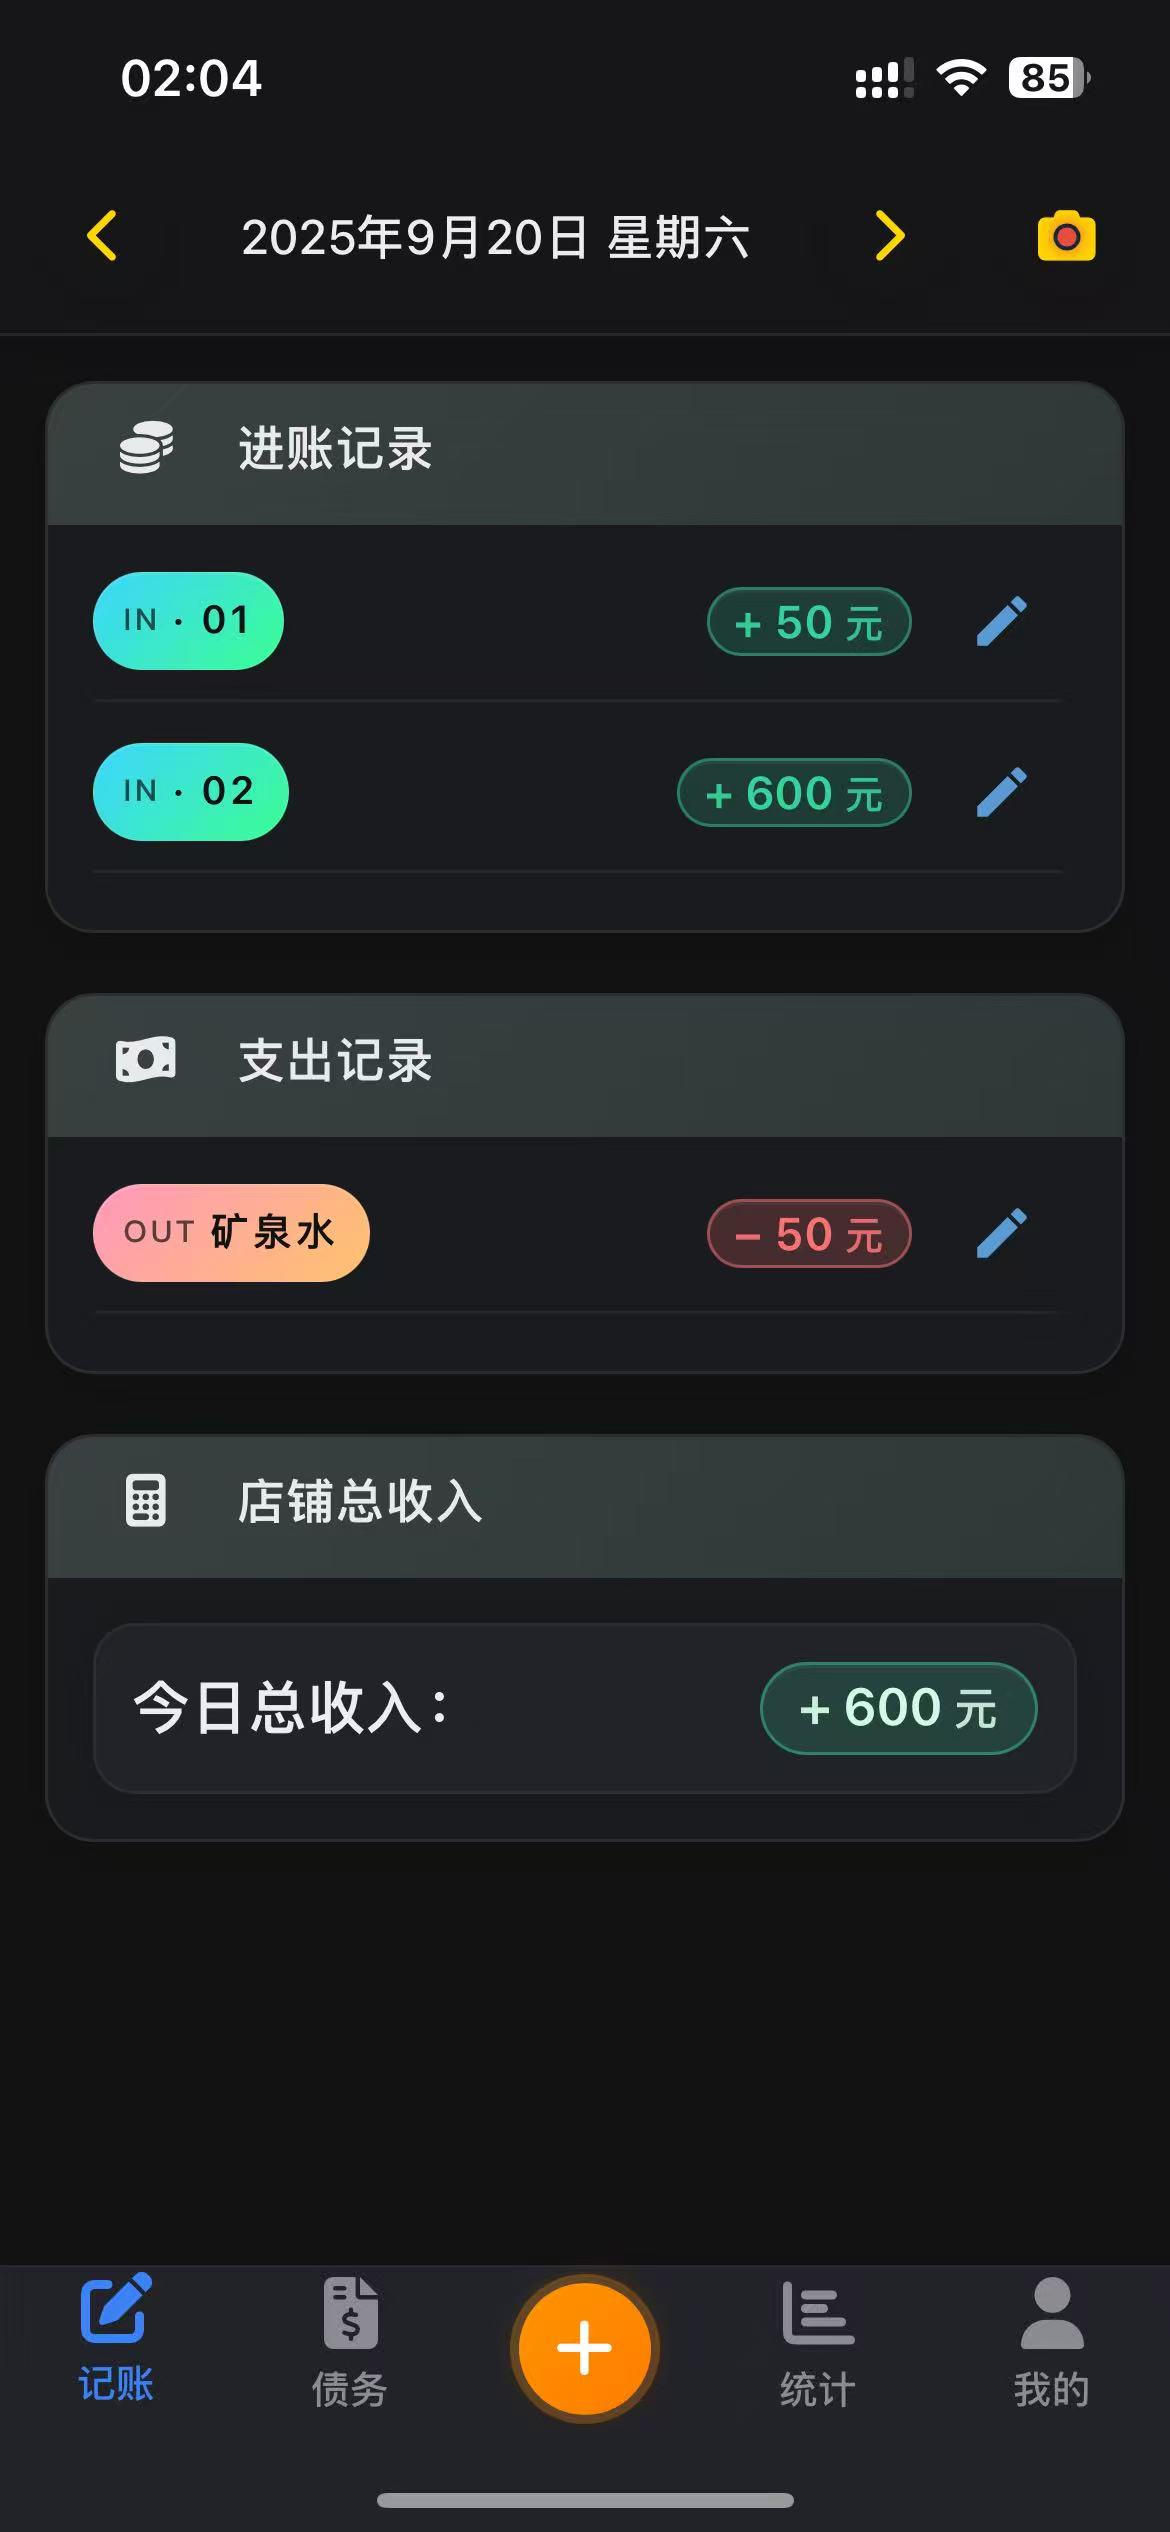 02:04
85
2025年9月20日 星期六
进账记录
IN · 01
+ 50 元
IN · 02
+ 600 元
支出记录
OUT 矿泉水
− 50 元
店铺总收入
今日总收入：
+ 600 元
记账
债务
统计
我的